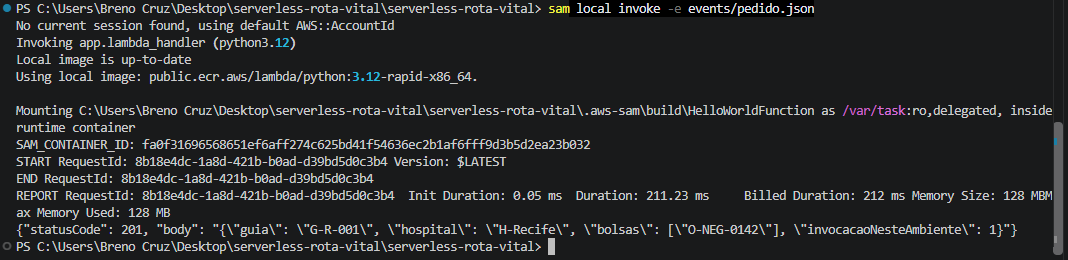 PS C:\Users\Breno Cruz\Desktop\serverless-rota-vital\serverless-rota-vital> sam local invoke -e events/pedido.json
No current session found, using default AWS::AccountId
Invoking app.lambda_handler (python3.12)
Local image is up-to-date
Using local image: public.ecr.aws/lambda/python:3.12-rapid-x86_64.
Mounting C:\Users\Breno Cruz\Desktop\serverless-rota-vital\serverless-rota-vital\.aws-sam\build\HelloWorldFunction as /var/task:ro,delegated, inside
runtime container
SAM_CONTAINER_ID: fa0f31696568651ef6aff274c625bd41f54636ec2b1af6fff9d3b5d2ea23b032
START RequestId: 8b18e4dc-1a8d-421b-b0ad-d39bd5d0c3b4 Version: $LATEST
END RequestId: 8b18e4dc-1a8d-421b-b0ad-d39bd5d0c3b4
REPORT RequestId: 8b18e4dc-1a8d-421b-b0ad-d39bd5d0c3b4  Init Duration: 0.05 ms  Duration: 211.23 ms     Billed Duration: 212 ms Memory Size: 128 MBM
ax Memory Used: 128 MB
{"statusCode": 201, "body": "{\"guia\": \"G-R-001\", \"hospital\": \"H-Recife\", \"bolsas\": [\"O-NEG-0142\"], \"invocacaoNesteAmbiente\": 1}"}
PS C:\Users\Breno Cruz\Desktop\serverless-rota-vital\serverless-rota-vital>